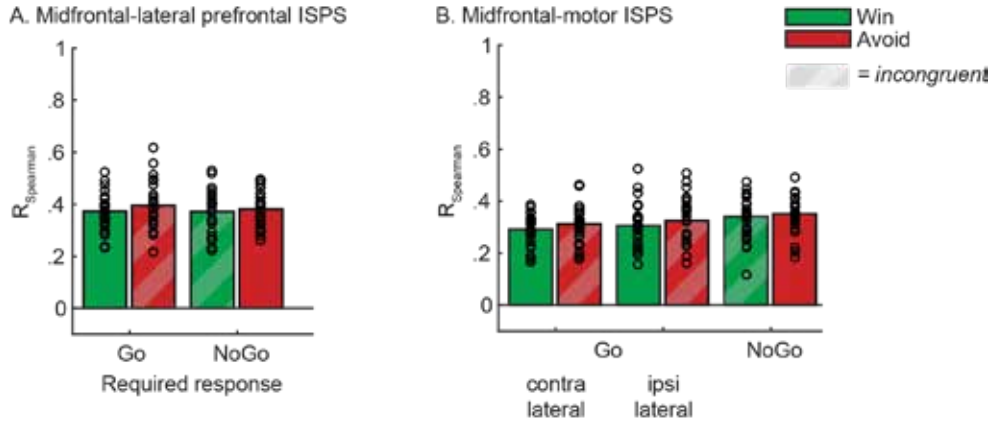 A. Midfrontal-lateral prefrontal ISPS
1
.8
.6
.4
.2
0
RSpearman
Go NoGo
Required response
B. Midfrontal-motor ISPS
1
.8
.6
.4
.2
0
RSpearman
Go NoGo
contra ipsi
lateral lateral
Win
Avoid
= incongruent